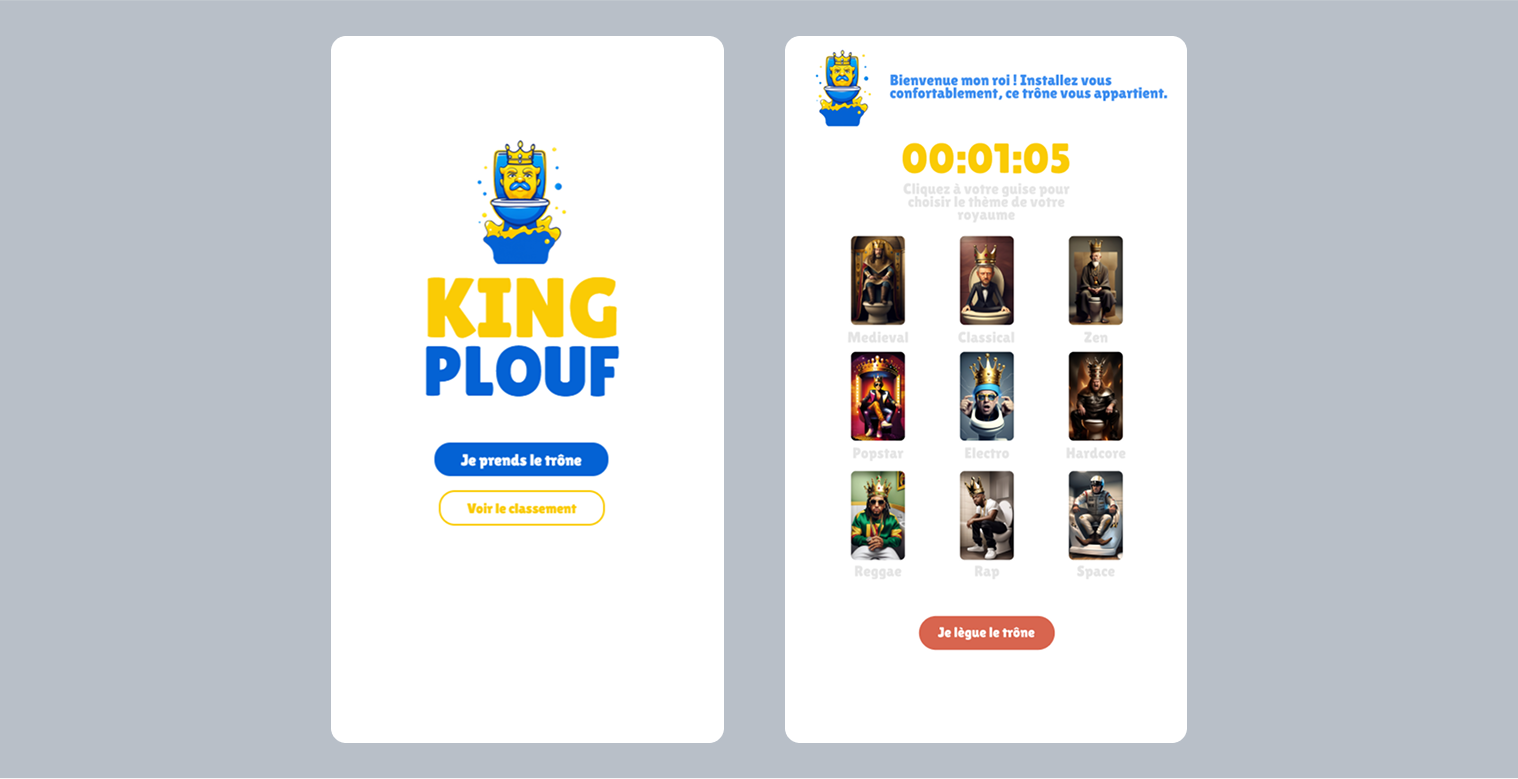 KING
PLOUF
Je prends le trône
Voir le classement
Bienvenue mon roi ! Installez vous
confortablement, ce trône vous appartient.
00:01:05
Cliquez à votre guise pour
choisir le thème de votre
royaume
Medieval
Classical
Zen
Popstar
Electro
Hardcore
Reggae
Rap
Space
Je lègue le trône